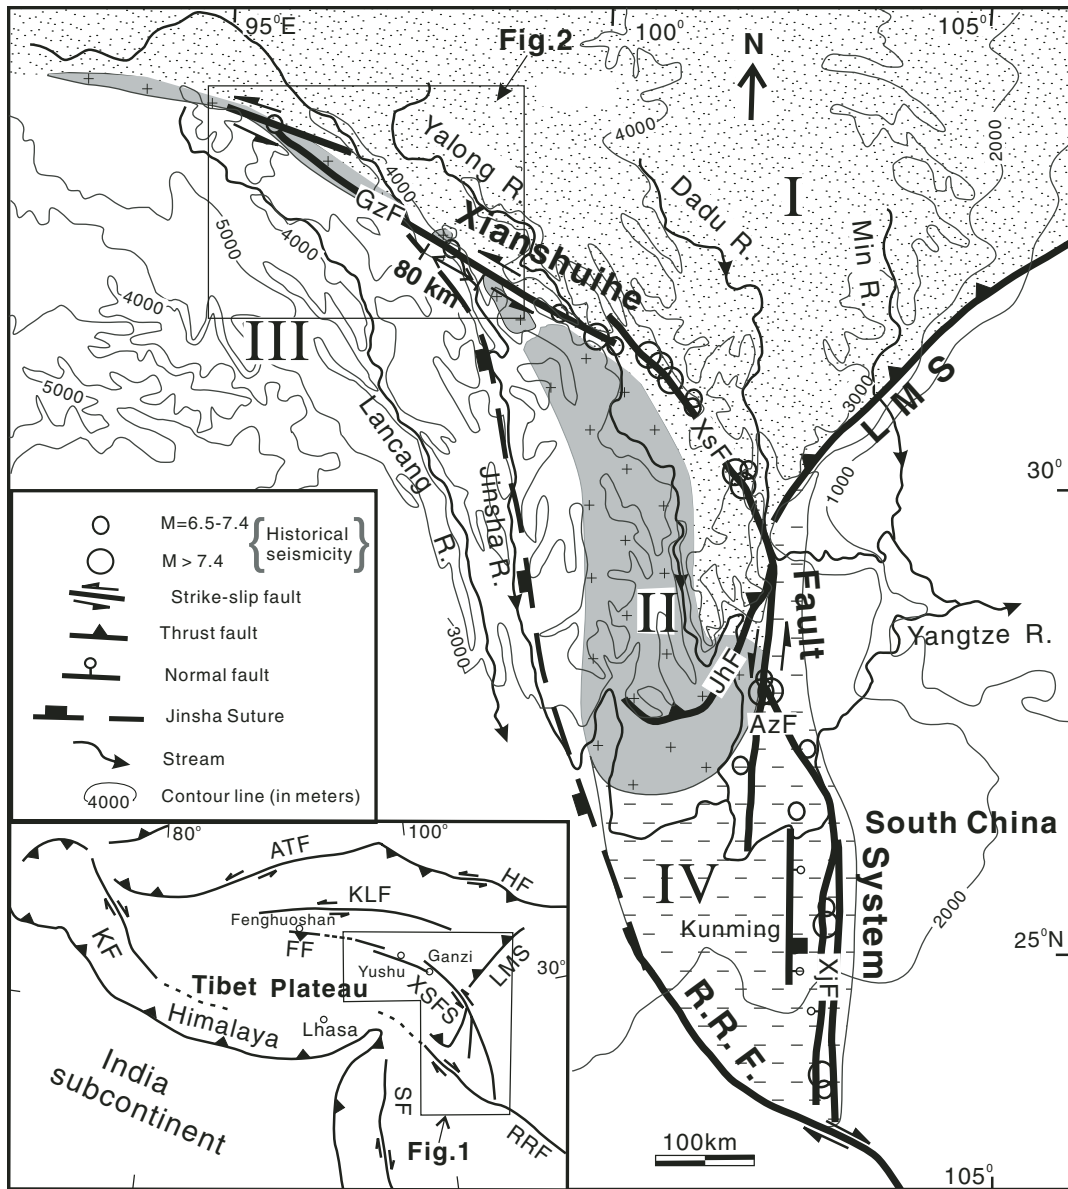 95°E
100°
105°
Fig.2
N
4000
2000
Yalong R.
Dadu R.
I
Min R.
4000
GzF
5000
4000
Xianshuihe
80 km
4000
III
5000
3000
LMS
Lancang
R.
Jinsha R.
XsF
30°
1000
M=6.5-7.4
Historical
seismicity
M > 7.4
Strike-slip fault
Thrust fault
Normal fault
Jinsha Suture
Stream
4000
Contour line (in meters)
3000
II
JhF
Fault
Yangtze R.
AzF
South China
System
IV
Kunming
2000
25°N
XjF
R.R.F.
100km
105°
80°
100°
ATF
HF
KLF
Fenghuoshan
KF
FF
Yushu
Ganzi
LMS
30°
Tibet Plateau
XSFS
Himalaya
Lhasa
India
subcontinent
SF
Fig.1
RRF